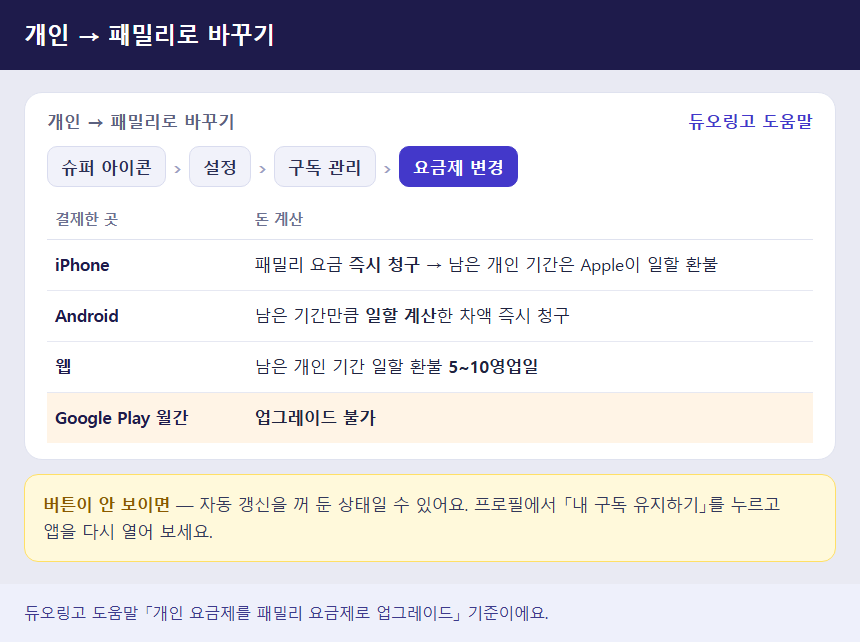 개인 → 패밀리로 바꾸기
개인 → 패밀리로 바꾸기
듀오링고 도움말
슈퍼 아이콘 › 설정 › 구독 관리 › 요금제 변경
결제한 곳 돈 계산
iPhone 패밀리 요금 즉시 청구 → 남은 개인 기간은 Apple이 일할 환불
Android 남은 기간만큼 일할 계산한 차액 즉시 청구
웹 남은 개인 기간 일할 환불 5~10영업일
Google Play 월간 업그레이드 불가
버튼이 안 보이면 — 자동 갱신을 꺼 둔 상태일 수 있어요. 프로필에서 「내 구독 유지하기」를 누르고
앱을 다시 열어 보세요.
듀오링고 도움말 「개인 요금제를 패밀리 요금제로 업그레이드」 기준이에요.